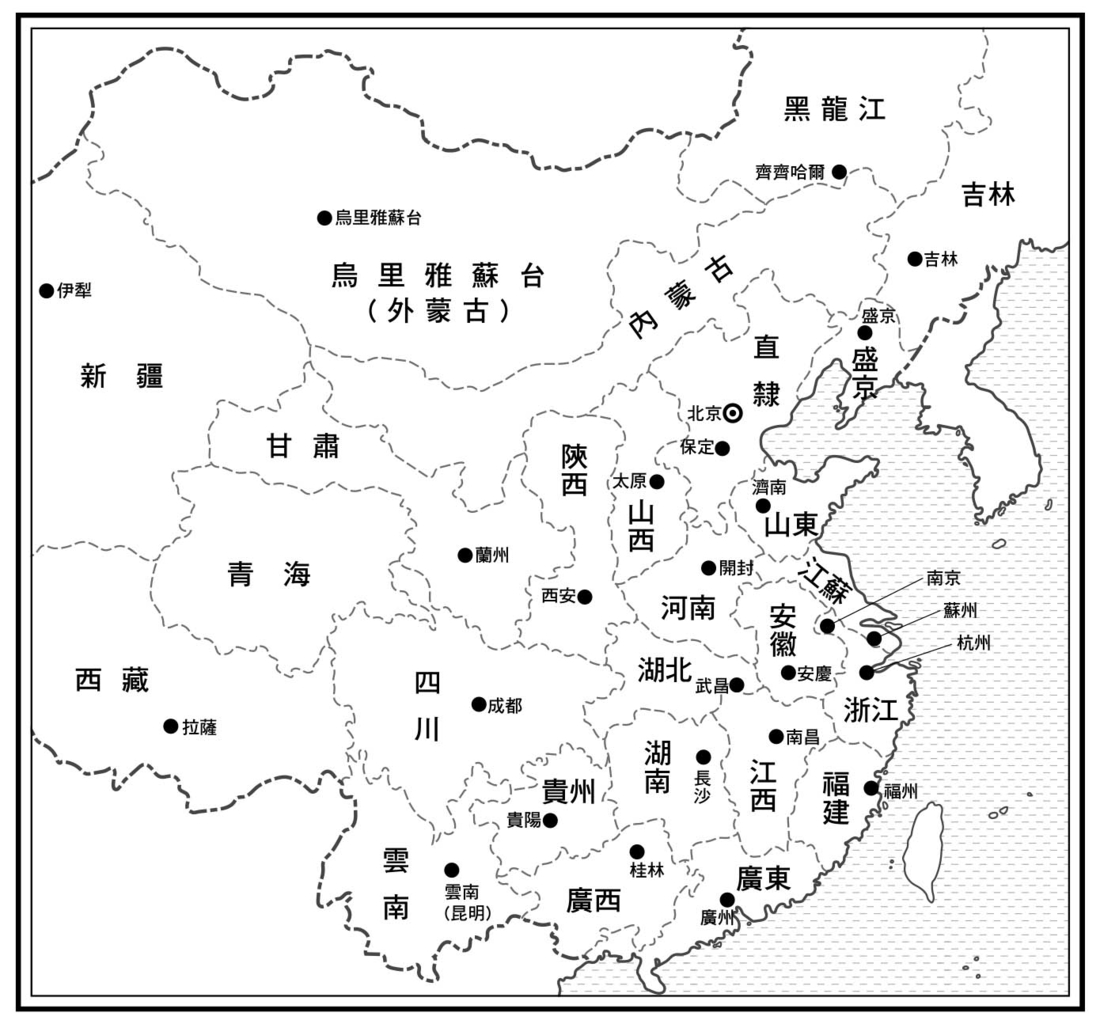 黑龍江
齊齊哈爾
吉林
吉林
烏里雅蘇台
烏里雅蘇台
(外蒙古)
內蒙古
伊犁
新疆
盛京
盛京
直隸
北京
保定
甘肅
陝西
太原
山西
濟南
山東
蘭州
青海
西安
開封
河南
江蘇
南京
蘇州
杭州
安徽
安慶
湖北
武昌
浙江
西藏
拉薩
四川
成都
南昌
江西
湖南
長沙
福建
福州
貴州
貴陽
雲南
雲南
(昆明)
桂林
廣西
廣東
廣州